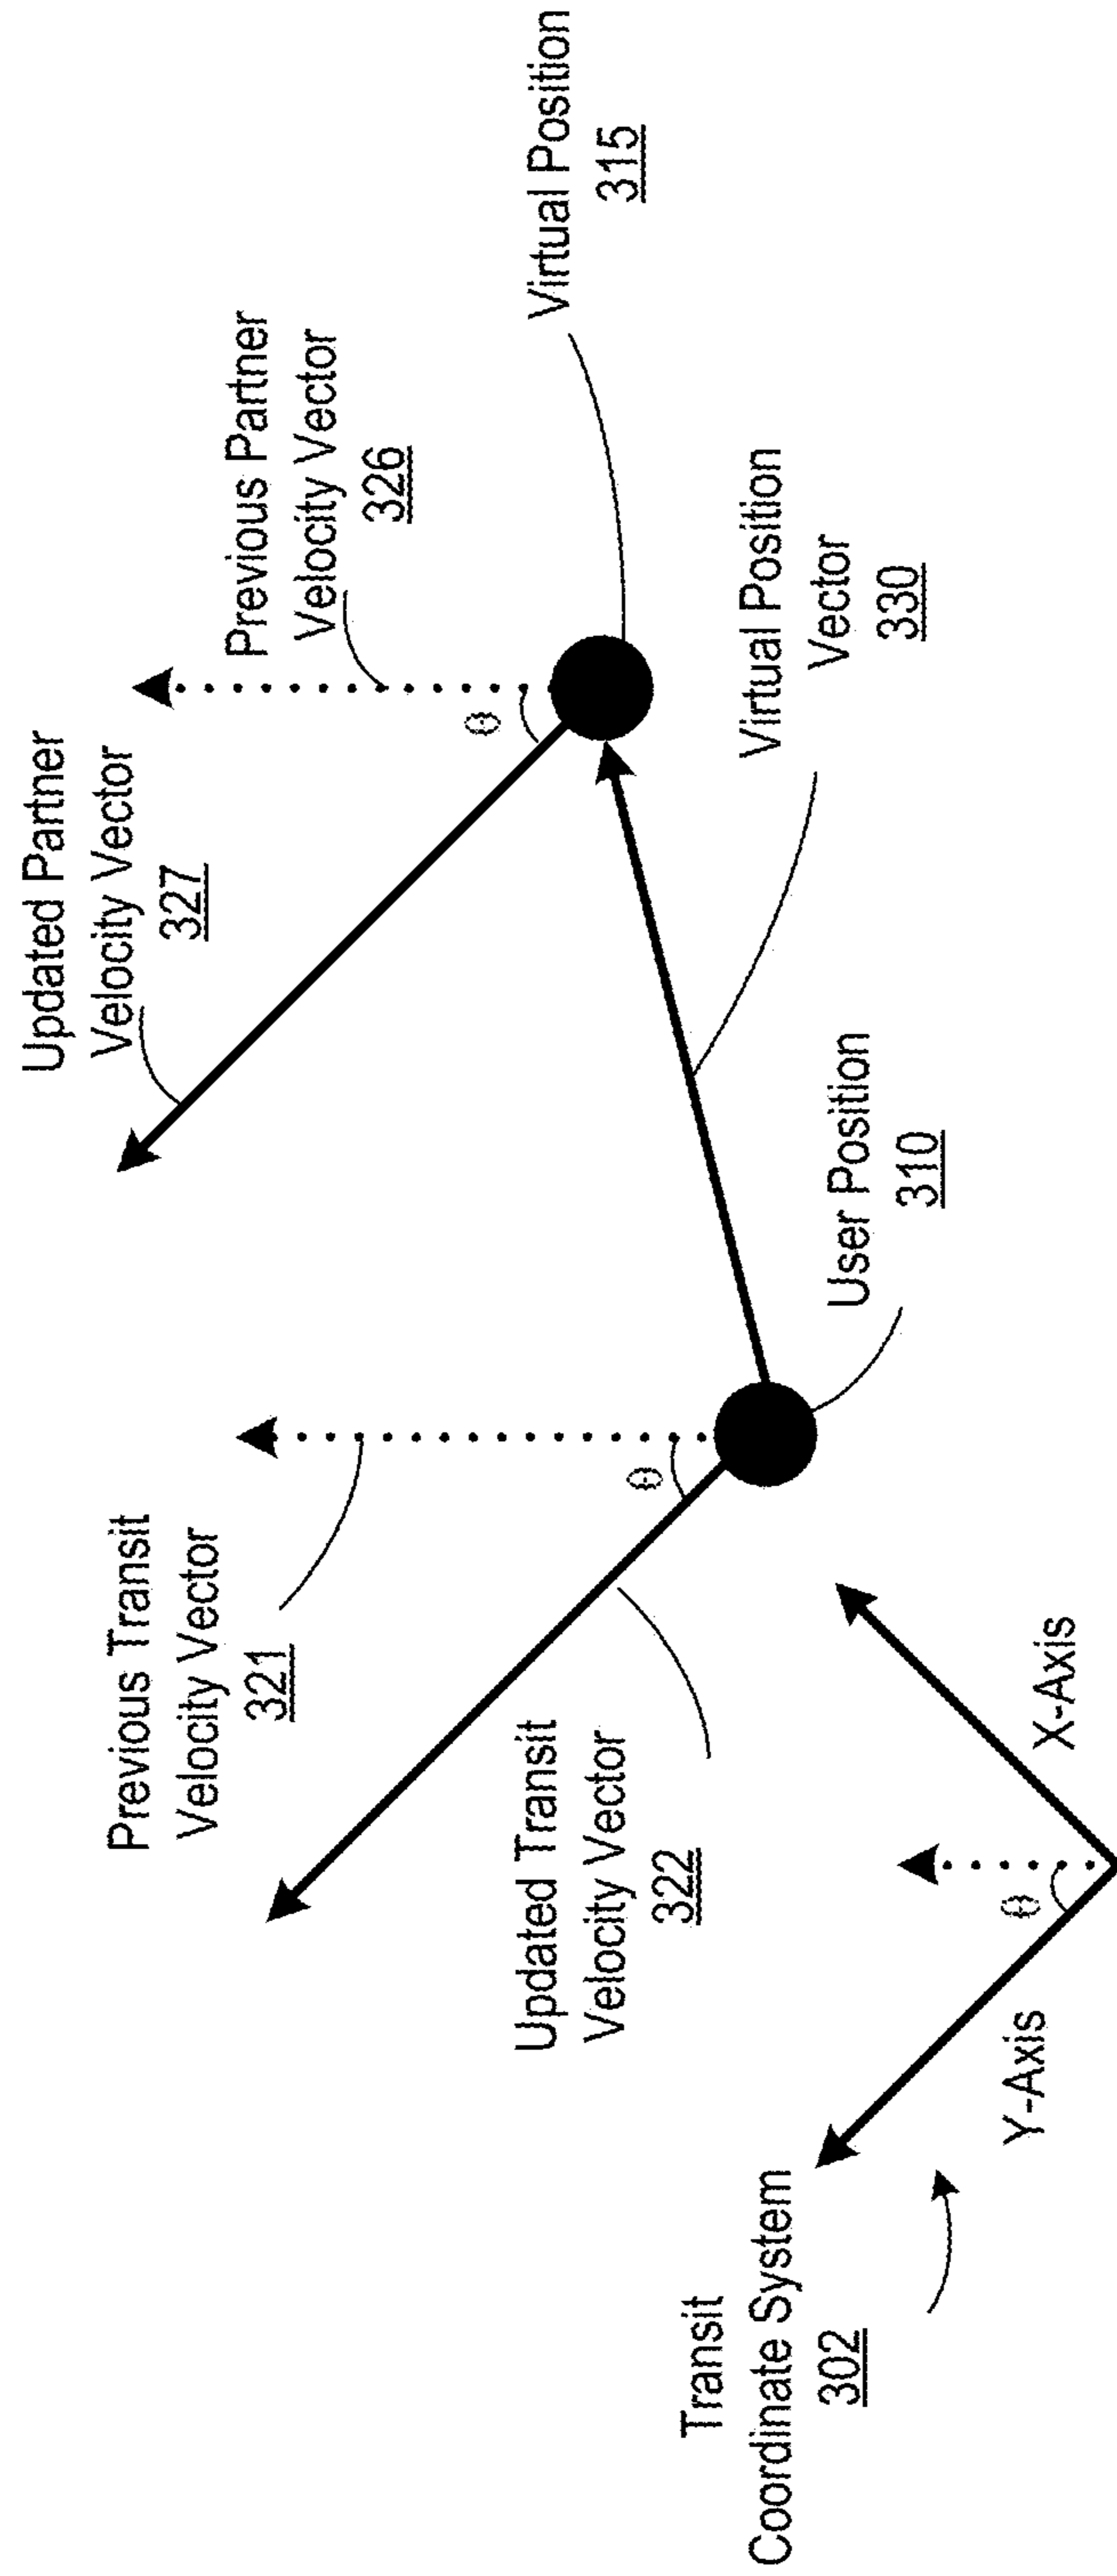 Updated Partner
Velocity Vector
327
Previous Partner
Velocity Vector
326
Previous Transit
Velocity Vector
321
θ
Virtual Position
315
Updated Transit
Velocity Vector
322
θ
Virtual Position
Vector
330
User Position
310
Transit
Coordinate System
302
θ
Y-Axis
X-Axis